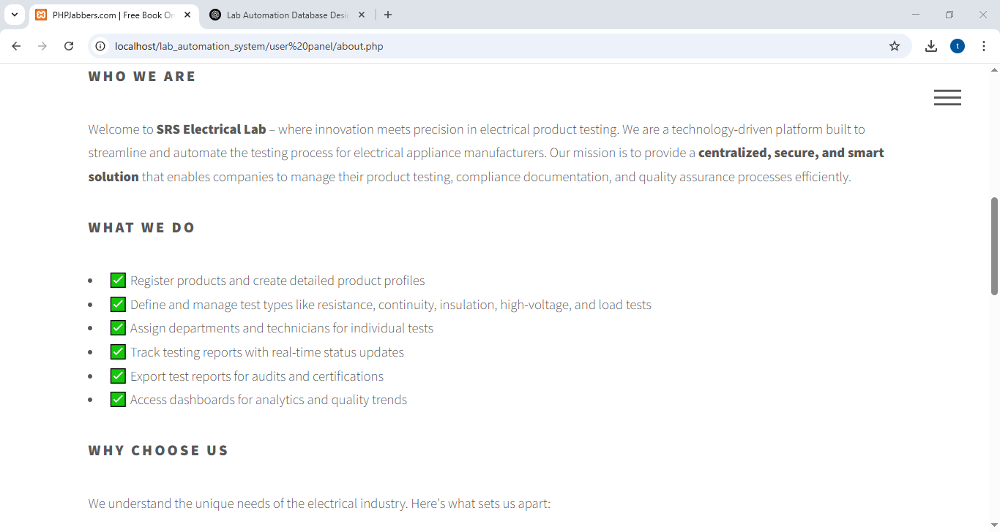 PHPJabbers.com | Free Book On
Lab Automation Database Desi
localhost/lab_automation_system/user%20panel/about.php
t
WHO WE ARE
Welcome to SRS Electrical Lab – where innovation meets precision in electrical product testing. We are a technology-driven platform built to
streamline and automate the testing process for electrical appliance manufacturers. Our mission is to provide a centralized, secure, and smart
solution that enables companies to manage their product testing, compliance documentation, and quality assurance processes efficiently.
WHAT WE DO
• ✅ Register products and create detailed product profiles
• ✅ Define and manage test types like resistance, continuity, insulation, high-voltage, and load tests
• ✅ Assign departments and technicians for individual tests
• ✅ Track testing reports with real-time status updates
• ✅ Export test reports for audits and certifications
• ✅ Access dashboards for analytics and quality trends
WHY CHOOSE US
We understand the unique needs of the electrical industry. Here's what sets us apart: